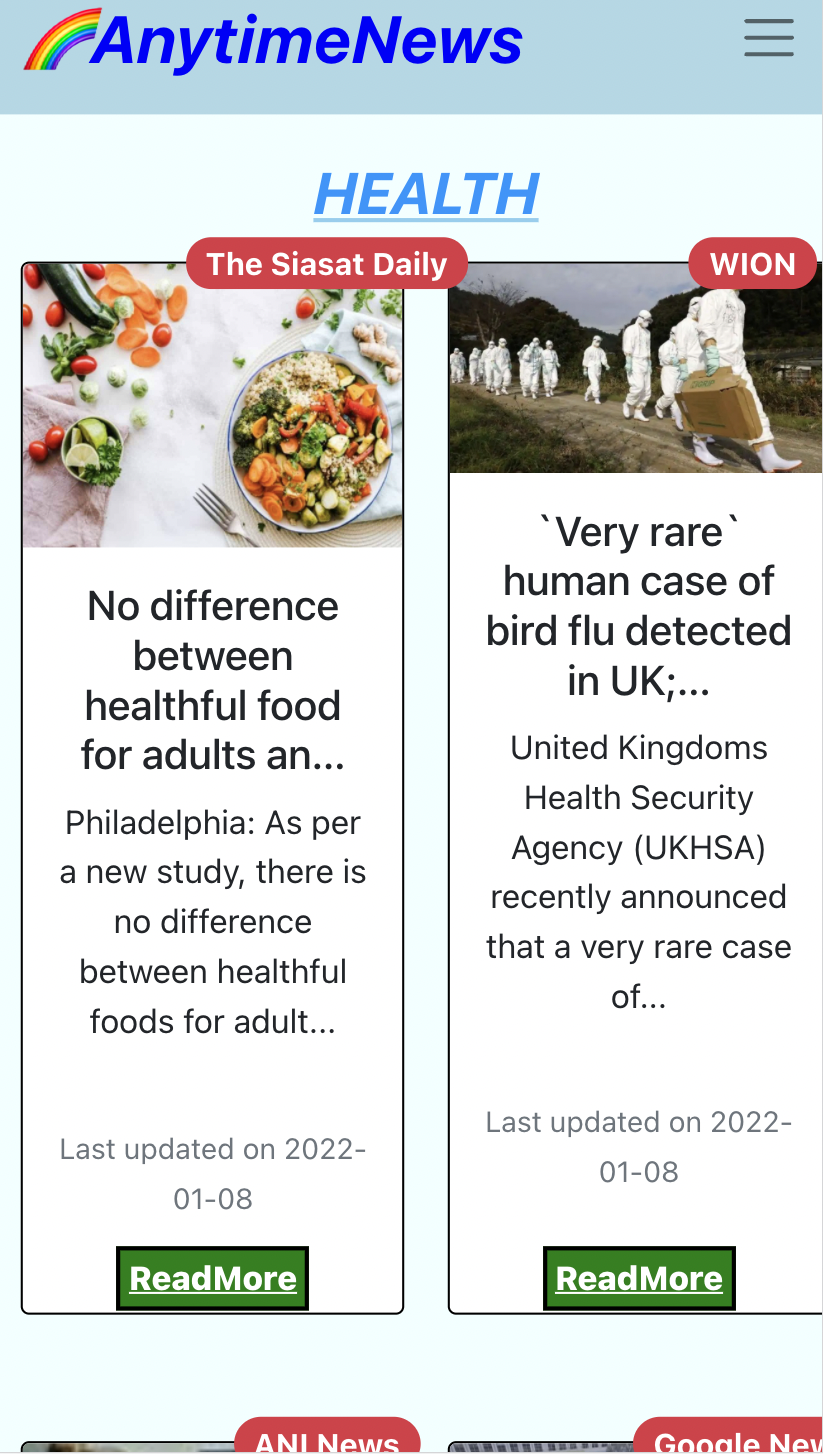 AnytimeNews
HEALTH
The Siasat Daily
No difference
between
healthful food
for adults an...
Philadelphia: As per
a new study, there is
no difference
between healthful
foods for adult...
Last updated on 2022-
01-08
ReadMore
WION
`Very rare`
human case of
bird flu detected
in UK;...
United Kingdoms
Health Security
Agency (UKHSA)
recently announced
that a very rare case
of...
Last updated on 2022-
01-08
ReadMore
ANI News
Google